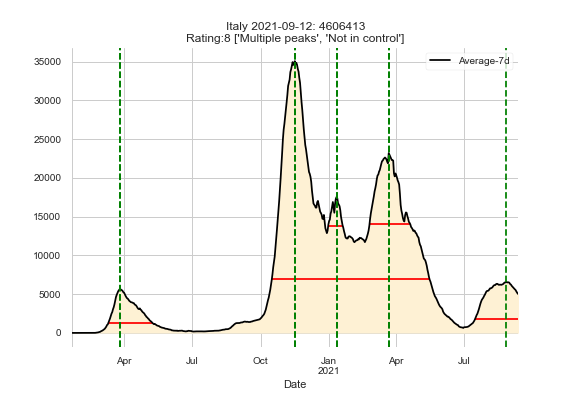 Italy 2021-09-12: 4606413
Rating:8 ['Multiple peaks', 'Not in control']
Average-7d
35000
30000
25000
20000
15000
10000
5000
0
Apr
Jul
Oct
Jan
2021
Apr
Jul
Date